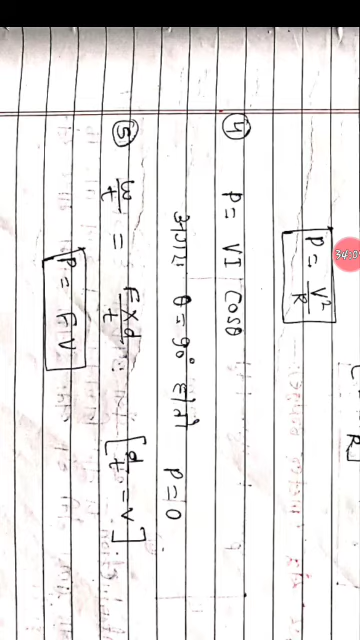 P = V²/R
④ P = VI Cosθ
अगर θ = 90° होगा P = 0
⑤ w/t = F×d/t [d/t = v]
P = FV